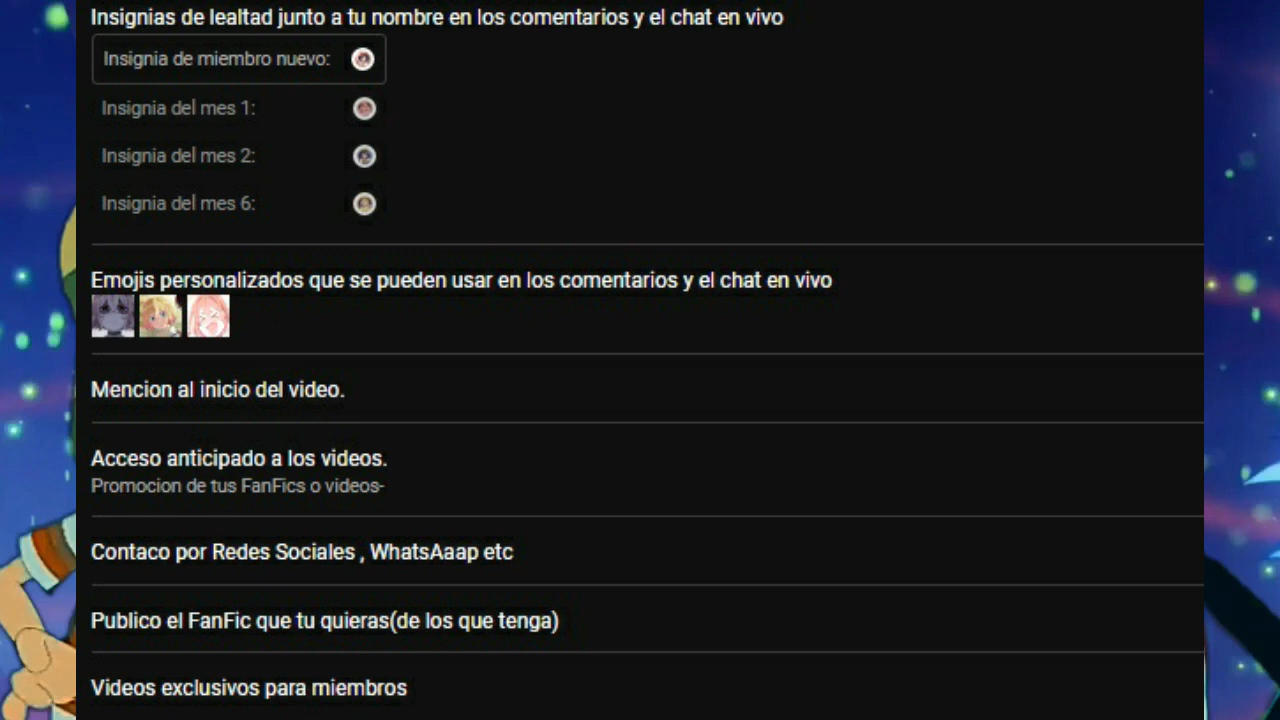 Insignias de lealtad junto a tu nombre en los comentarios y el chat en vivo
Insignia de miembro nuevo:
Insignia del mes 1:
Insignia del mes 2:
Insignia del mes 6:
Emojis personalizados que se pueden usar en los comentarios y el chat en vivo
Mencion al inicio del video.
Acceso anticipado a los videos.
Promocion de tus FanFics o videos-
Contaco por Redes Sociales , WhatsAaap etc
Publico el FanFic que tu quieras(de los que tenga)
Videos exclusivos para miembros